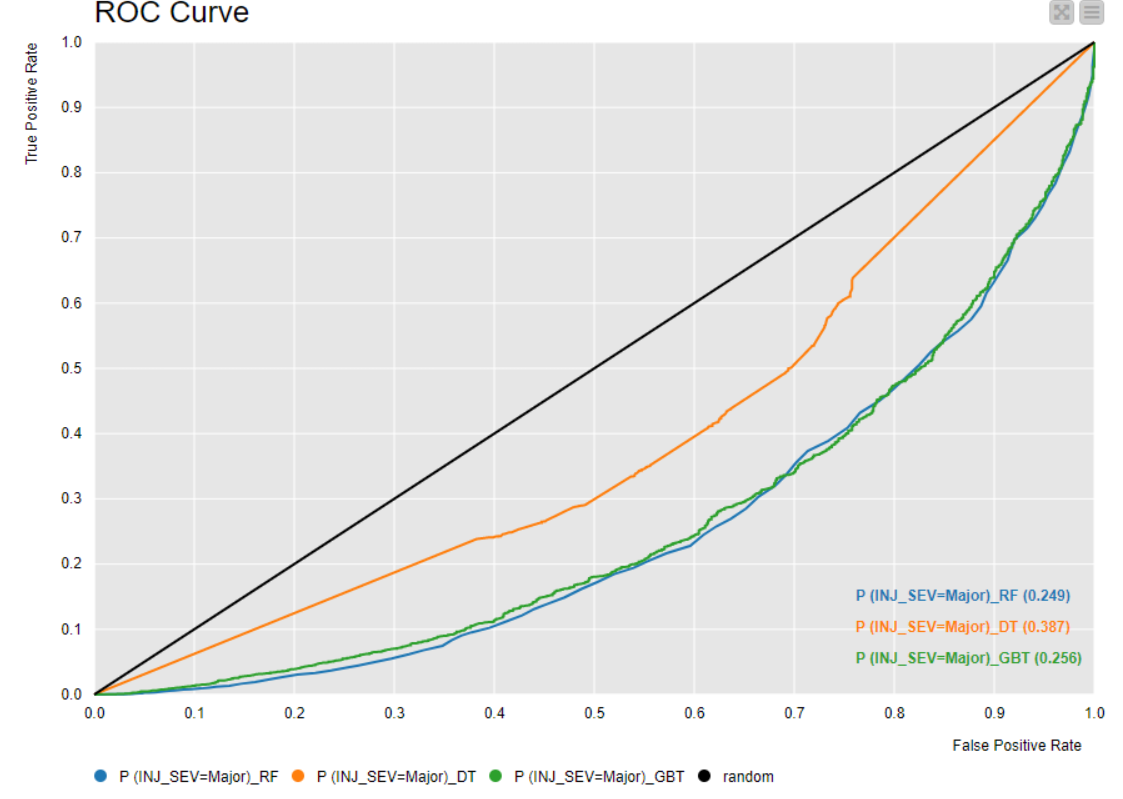 ROC Curve
True Positive Rate
1.0
0.9
0.8
0.7
0.6
0.5
0.4
0.3
0.2
0.1
0.0
P (INJ_SEV=Major)_RF (0.249)
P (INJ_SEV=Major)_DT (0.387)
P (INJ_SEV=Major)_GBT (0.256)
0.0 0.1 0.2 0.3 0.4 0.5 0.6 0.7 0.8 0.9 1.0
False Positive Rate
P (INJ_SEV=Major)_RF P (INJ_SEV=Major)_DT P (INJ_SEV=Major)_GBT random